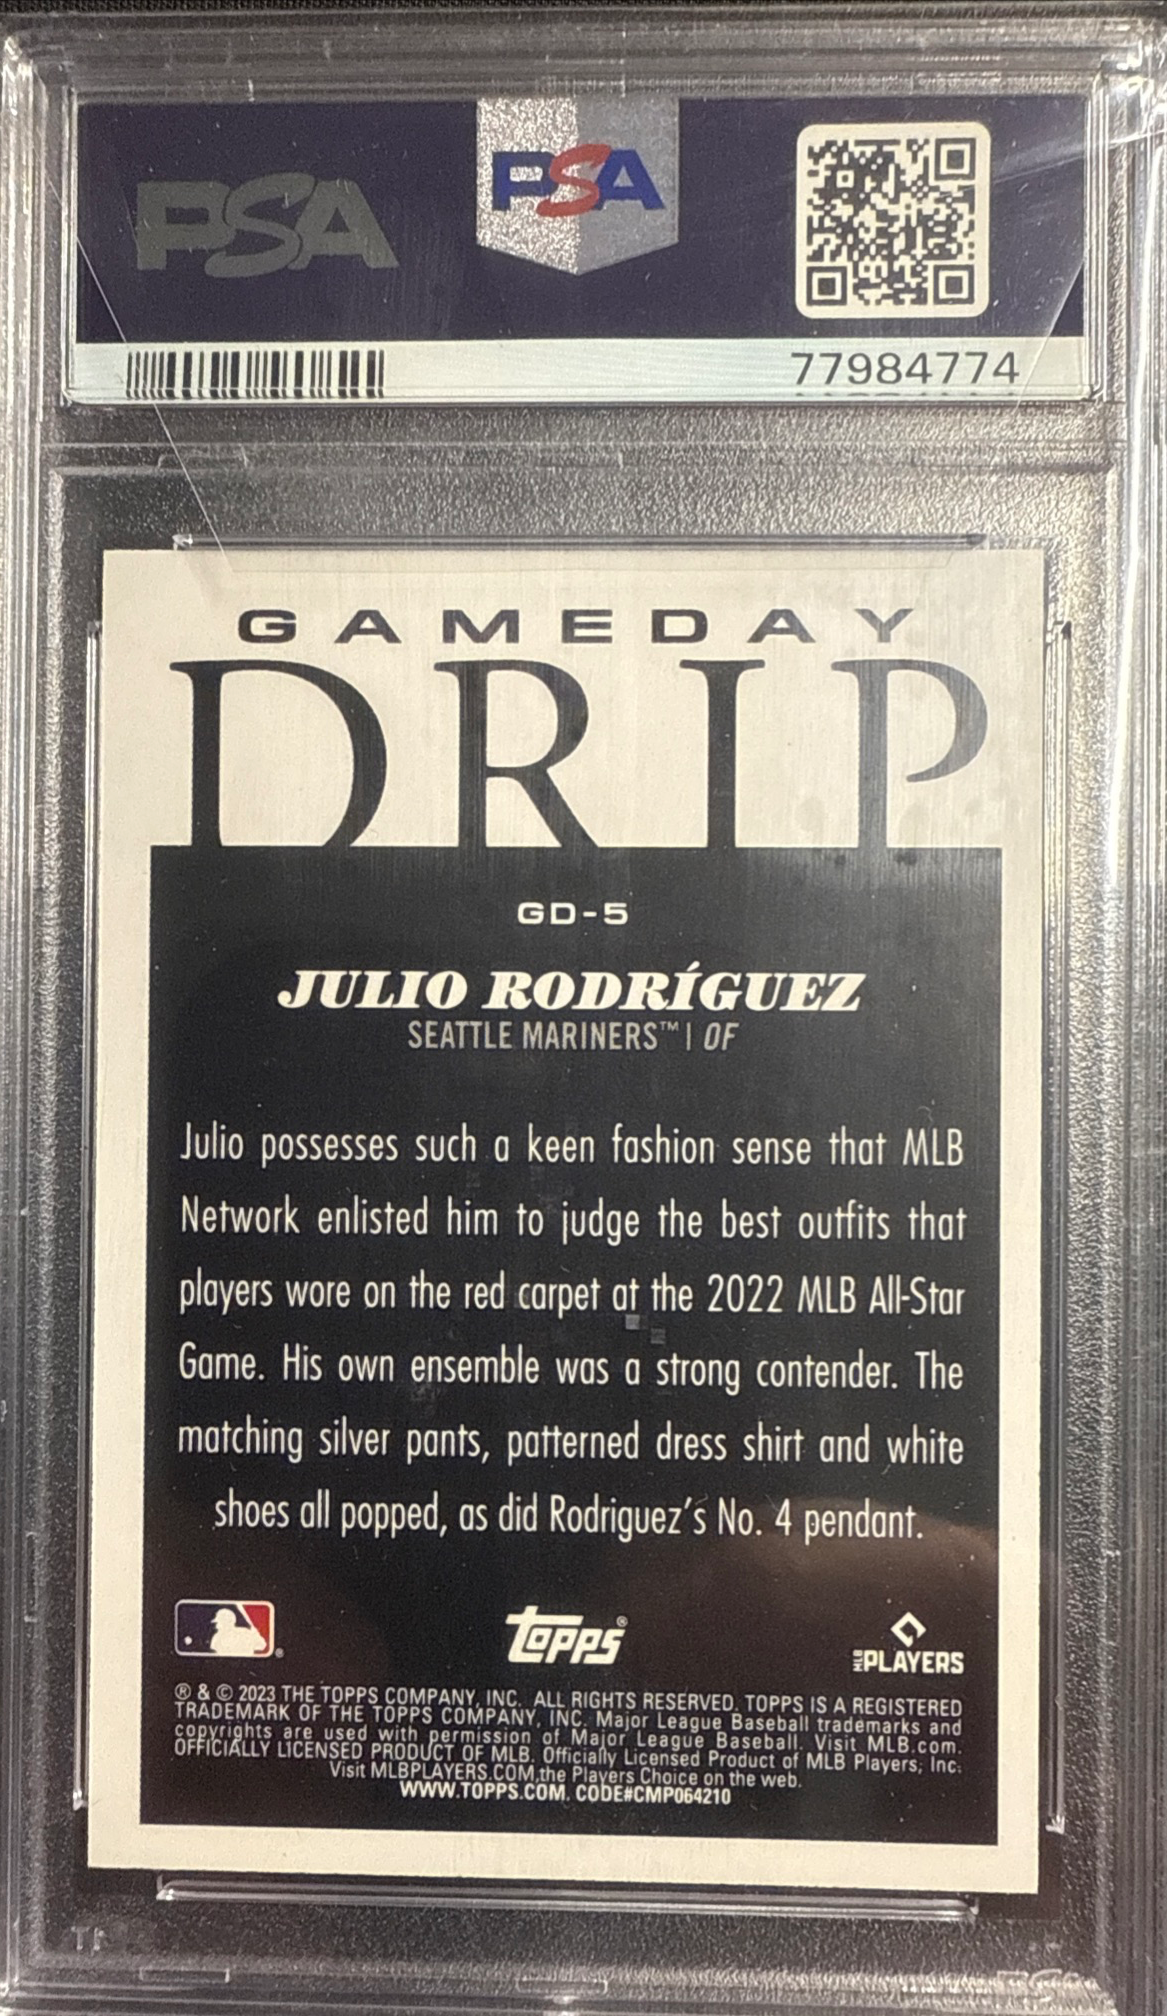 PSA
PSA
77984774
GAMEDAY
DRIP
GD-5
JULIO RODRÍGUEZ
SEATTLE MARINERS™ | OF
Julio possesses such a keen fashion sense that MLB
Network enlisted him to judge the best outfits that
players wore on the red carpet at the 2022 MLB All-Star
Game. His own ensemble was a strong contender. The
matching silver pants, patterned dress shirt and white
shoes all popped, as did Rodriguez's No. 4 pendant.
topps®
MLB PLAYERS
® & © 2023 THE TOPPS COMPANY, INC. ALL RIGHTS RESERVED. TOPPS IS A REGISTERED
TRADEMARK OF THE TOPPS COMPANY, INC. Major League Baseball trademarks and
copyrights are used with permission of Major League Baseball. Visit MLB.com.
OFFICIALLY LICENSED PRODUCT OF MLB. Officially Licensed Product of MLB Players, Inc.
Visit MLBPLAYERS.COM, the Players Choice on the web.
WWW.TOPPS.COM. CODE#CMP064210